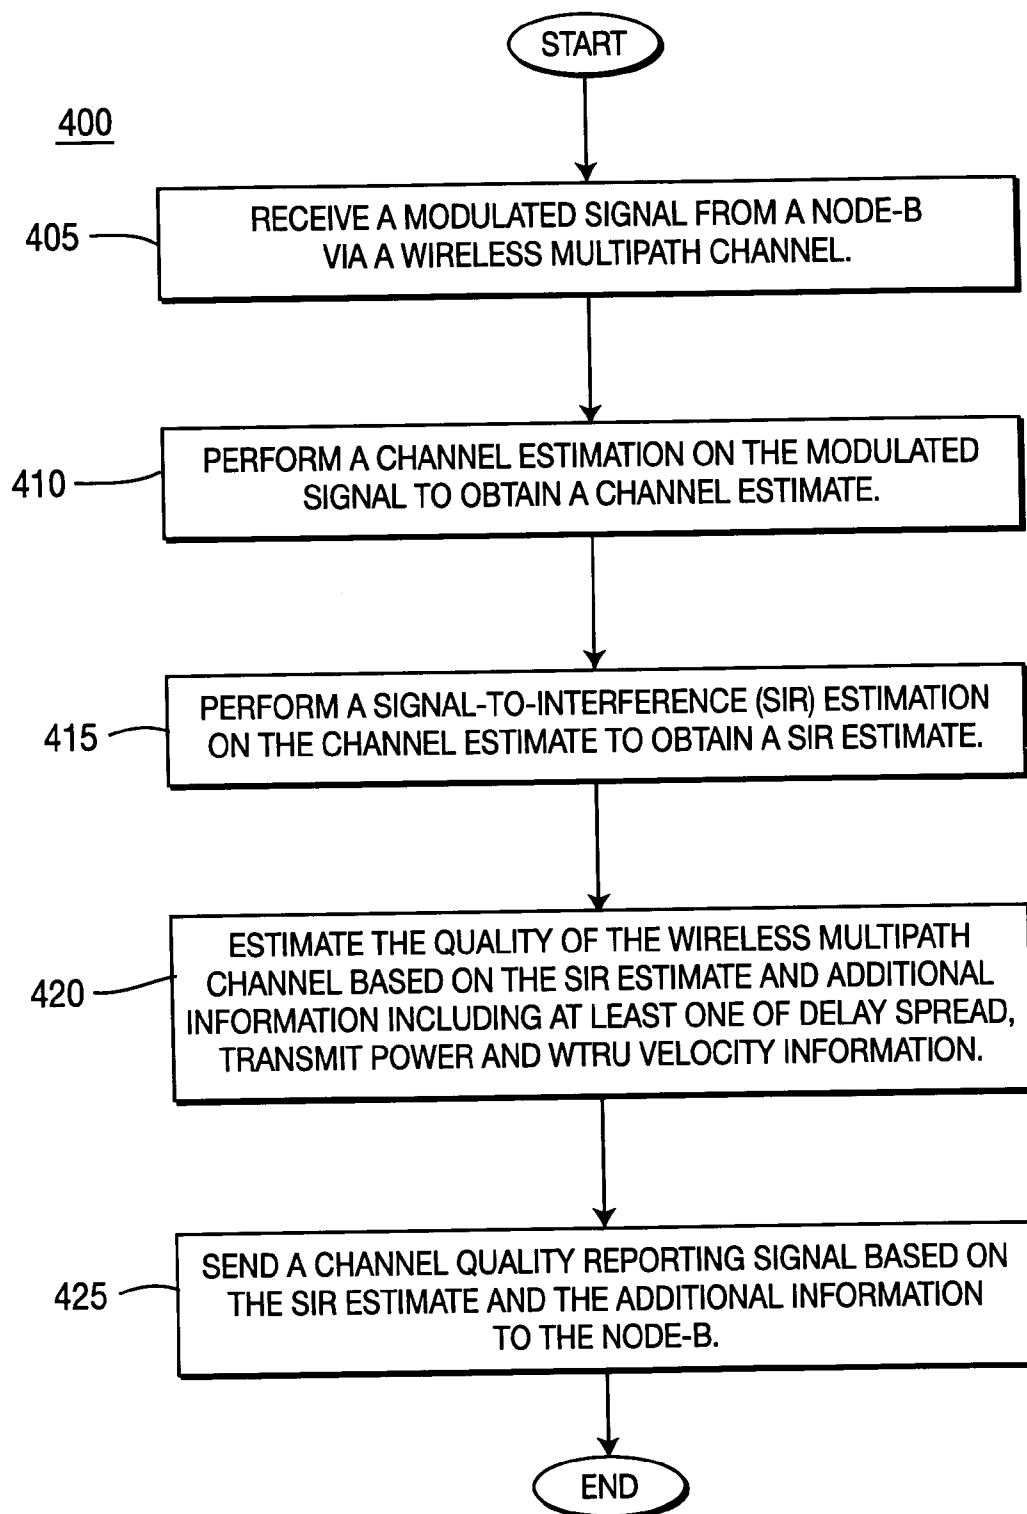 START
400
405
RECEIVE A MODULATED SIGNAL FROM A NODE-B
VIA A WIRELESS MULTIPATH CHANNEL.
410
PERFORM A CHANNEL ESTIMATION ON THE MODULATED
SIGNAL TO OBTAIN A CHANNEL ESTIMATE.
415
PERFORM A SIGNAL-TO-INTERFERENCE (SIR) ESTIMATION
ON THE CHANNEL ESTIMATE TO OBTAIN A SIR ESTIMATE.
420
ESTIMATE THE QUALITY OF THE WIRELESS MULTIPATH
CHANNEL BASED ON THE SIR ESTIMATE AND ADDITIONAL
INFORMATION INCLUDING AT LEAST ONE OF DELAY SPREAD,
TRANSMIT POWER AND WTRU VELOCITY INFORMATION.
425
SEND A CHANNEL QUALITY REPORTING SIGNAL BASED ON
THE SIR ESTIMATE AND THE ADDITIONAL INFORMATION
TO THE NODE-B.
END